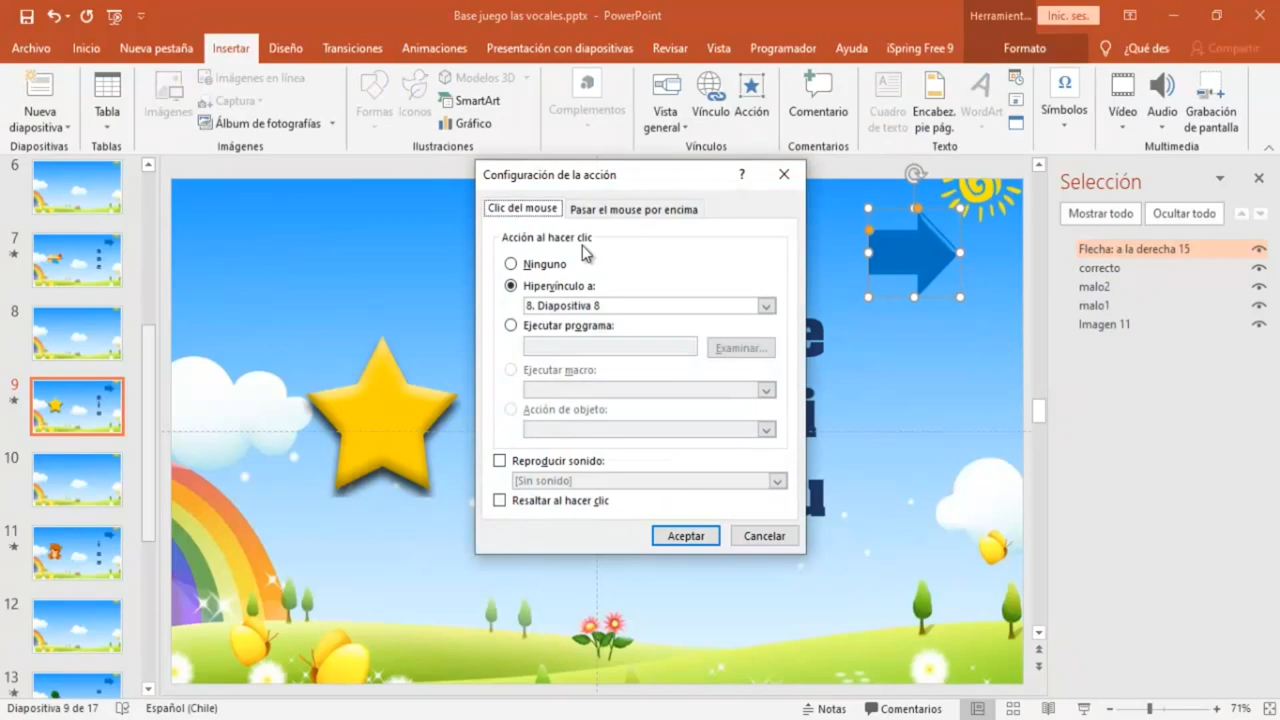 Base juego las vocales.pptx - PowerPoint
Herramient...
Inic. ses.
Archivo Inicio Nueva pestaña Insertar Diseño Transiciones Animaciones Presentación con diapositivas Revisar Vista Programador Ayuda iSpring Free 9 Formato ¿Qué des Compartir
Nueva
diapositiva
Diapositivas
Tabla
Tablas
Imágenes
Imágenes en línea
Captura
Álbum de fotografías
Imágenes
Formas
Iconos
Modelos 3D
SmartArt
Gráfico
Ilustraciones
Complementos
Vista
general
Vínculo
Acción
Vínculos
Comentario
Comentarios
Cuadro
de texto
Encabez.
pie pág.
WordArt
Texto
Símbolos
Vídeo
Audio
Grabación
de pantalla
Multimedia
6
7
8
9
10
11
12
13
Configuración de la acción
Clic del mouse
Pasar el mouse por encima
Acción al hacer clic
Ninguno
Hipervínculo a:
8. Diapositiva 8
Ejecutar programa:
Examinar...
Ejecutar macro:
Acción de objeto:
Reproducir sonido:
[Sin sonido]
Resaltar al hacer clic
Aceptar
Cancelar
e
i
u
Selección
Mostrar todo
Ocultar todo
Flecha: a la derecha 15
correcto
malo2
malo1
Imagen 11
Diapositiva 9 de 17
Español (Chile)
Notas
Comentarios
71%